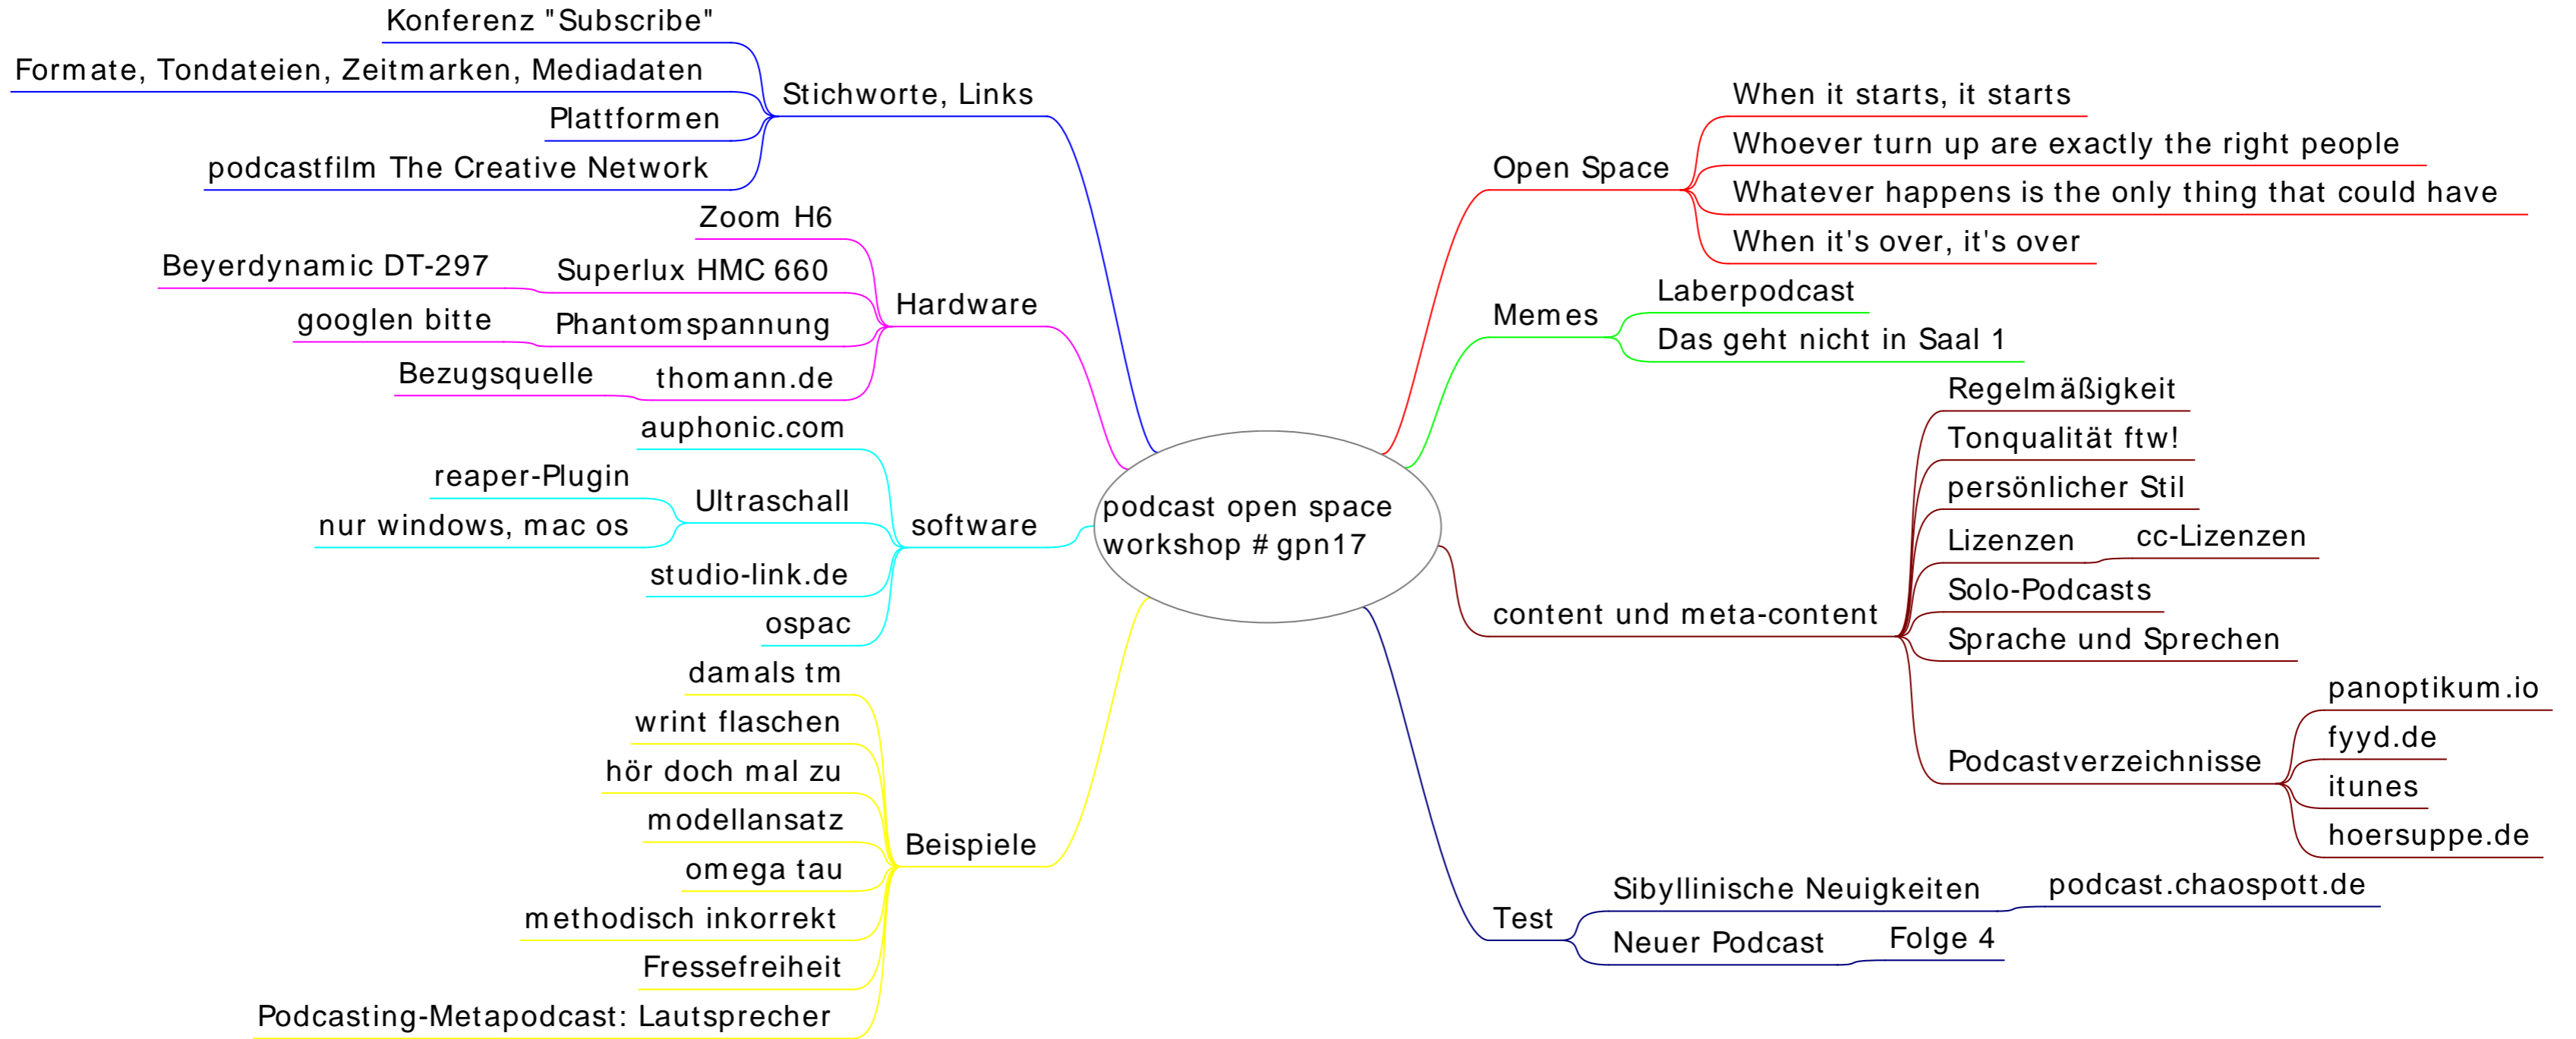 podcast open space
workshop #gpn17
Stichworte, Links
Konferenz "Subscribe"
Formate, Tondateien, Zeitmarken, Mediadaten
Plattformen
podcastfilm The Creative Network
Hardware
Zoom H6
Superlux HMC 660
Beyerdynamic DT-297
Phantomspannung
googlen bitte
thomann.de
Bezugsquelle
software
auphonic.com
Ultraschall
reaper-Plugin
nur windows, mac os
studio-link.de
ospac
Beispiele
damals tm
wrint flaschen
hör doch mal zu
modellansatz
omega tau
methodisch inkorrekt
Fressefreiheit
Podcasting-Metapodcast: Lautsprecher
Open Space
When it starts, it starts
Whoever turn up are exactly the right people
Whatever happens is the only thing that could have
When it's over, it's over
Memes
Laberpodcast
Das geht nicht in Saal 1
content und meta-content
Regelmäßigkeit
Tonqualität ftw!
persönlicher Stil
Lizenzen
cc-Lizenzen
Solo-Podcasts
Sprache und Sprechen
Podcastverzeichnisse
panoptikum.io
fyyd.de
itunes
hoersuppe.de
Test
Sibyllinische Neuigkeiten
podcast.chaospott.de
Neuer Podcast
Folge 4